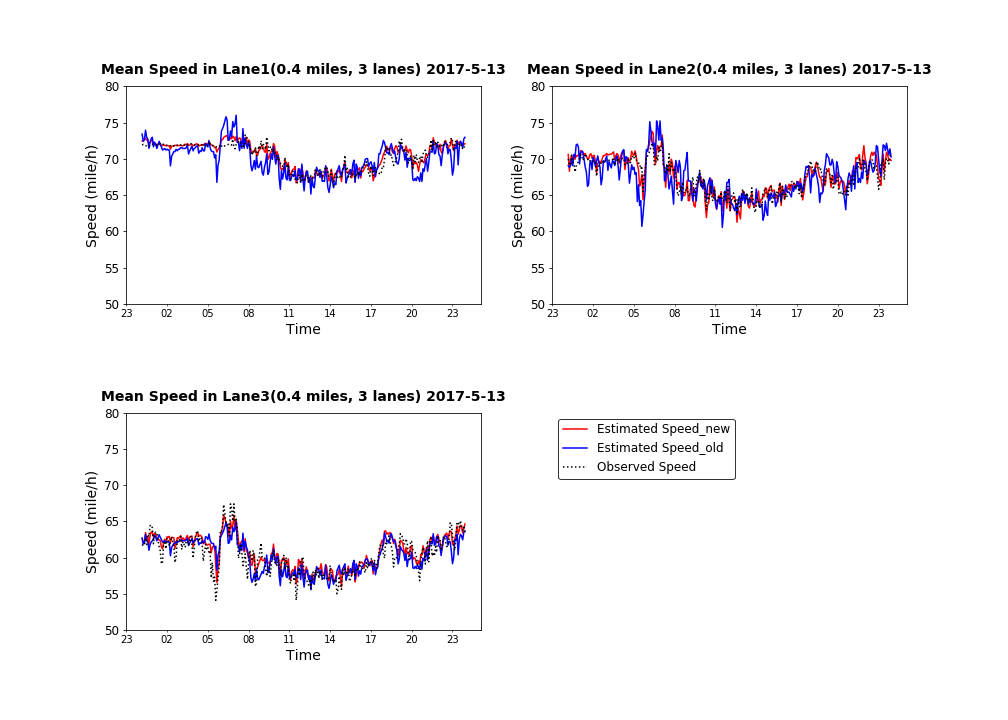 Mean Speed in Lane1(0.4 miles, 3 lanes) 2017-5-13
80
75
70
65
60
55
50
Speed (mile/h)
23 02 05 08 11 14 17 20 23
Time
Mean Speed in Lane2(0.4 miles, 3 lanes) 2017-5-13
80
75
70
65
60
55
50
Speed (mile/h)
23 02 05 08 11 14 17 20 23
Time
Mean Speed in Lane3(0.4 miles, 3 lanes) 2017-5-13
80
75
70
65
60
55
50
Speed (mile/h)
23 02 05 08 11 14 17 20 23
Time
Estimated Speed_new
Estimated Speed_old
Observed Speed